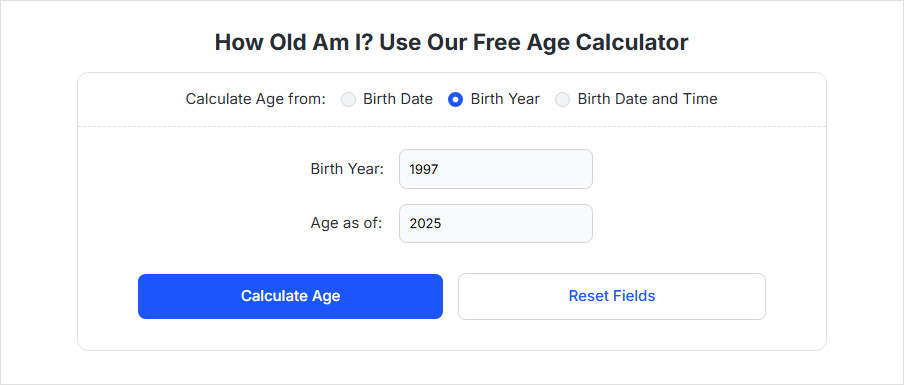 How Old Am I? Use Our Free Age Calculator
Calculate Age from: Birth Date Birth Year Birth Date and Time
Birth Year: 1997
Age as of: 2025
Calculate Age Reset Fields